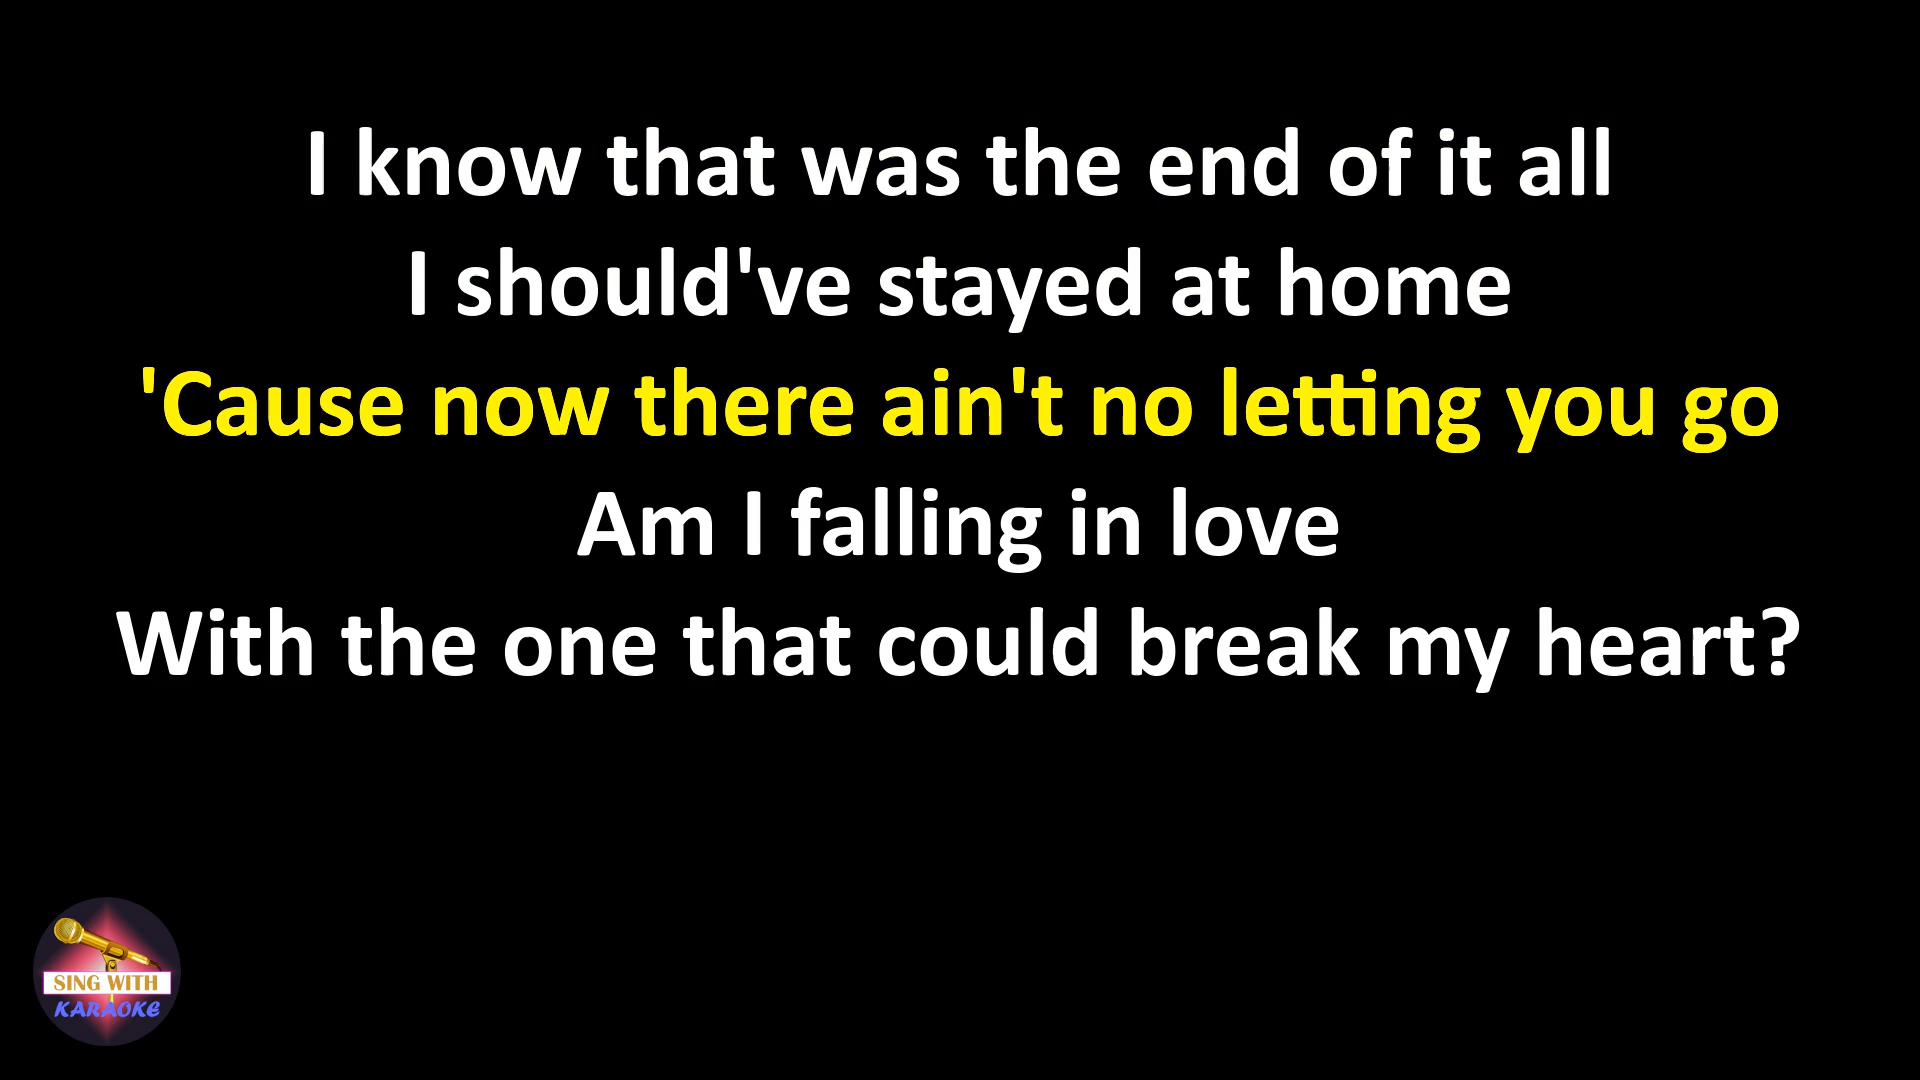 I know that was the end of it all
I should've stayed at home
'Cause now there ain't no letting you go
Am I falling in love
With the one that could break my heart?
SING WITH
KARAOKE